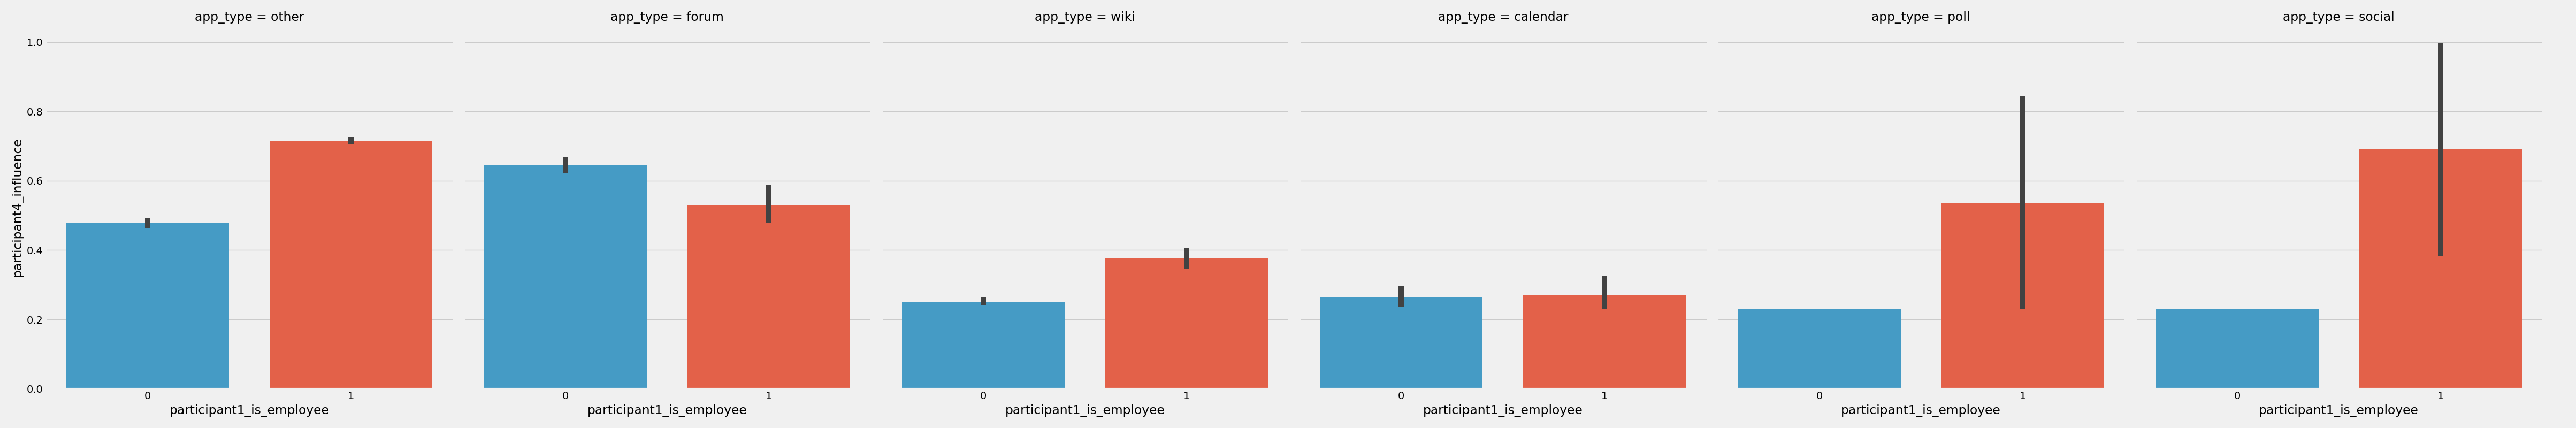 app_type = other
app_type = forum
app_type = wiki
app_type = calendar
app_type = poll
app_type = social
participant4_influence
1.0
0.8
0.6
0.4
0.2
0.0
0 1
0 1
0 1
0 1
0 1
0 1
participant1_is_employee
participant1_is_employee
participant1_is_employee
participant1_is_employee
participant1_is_employee
participant1_is_employee